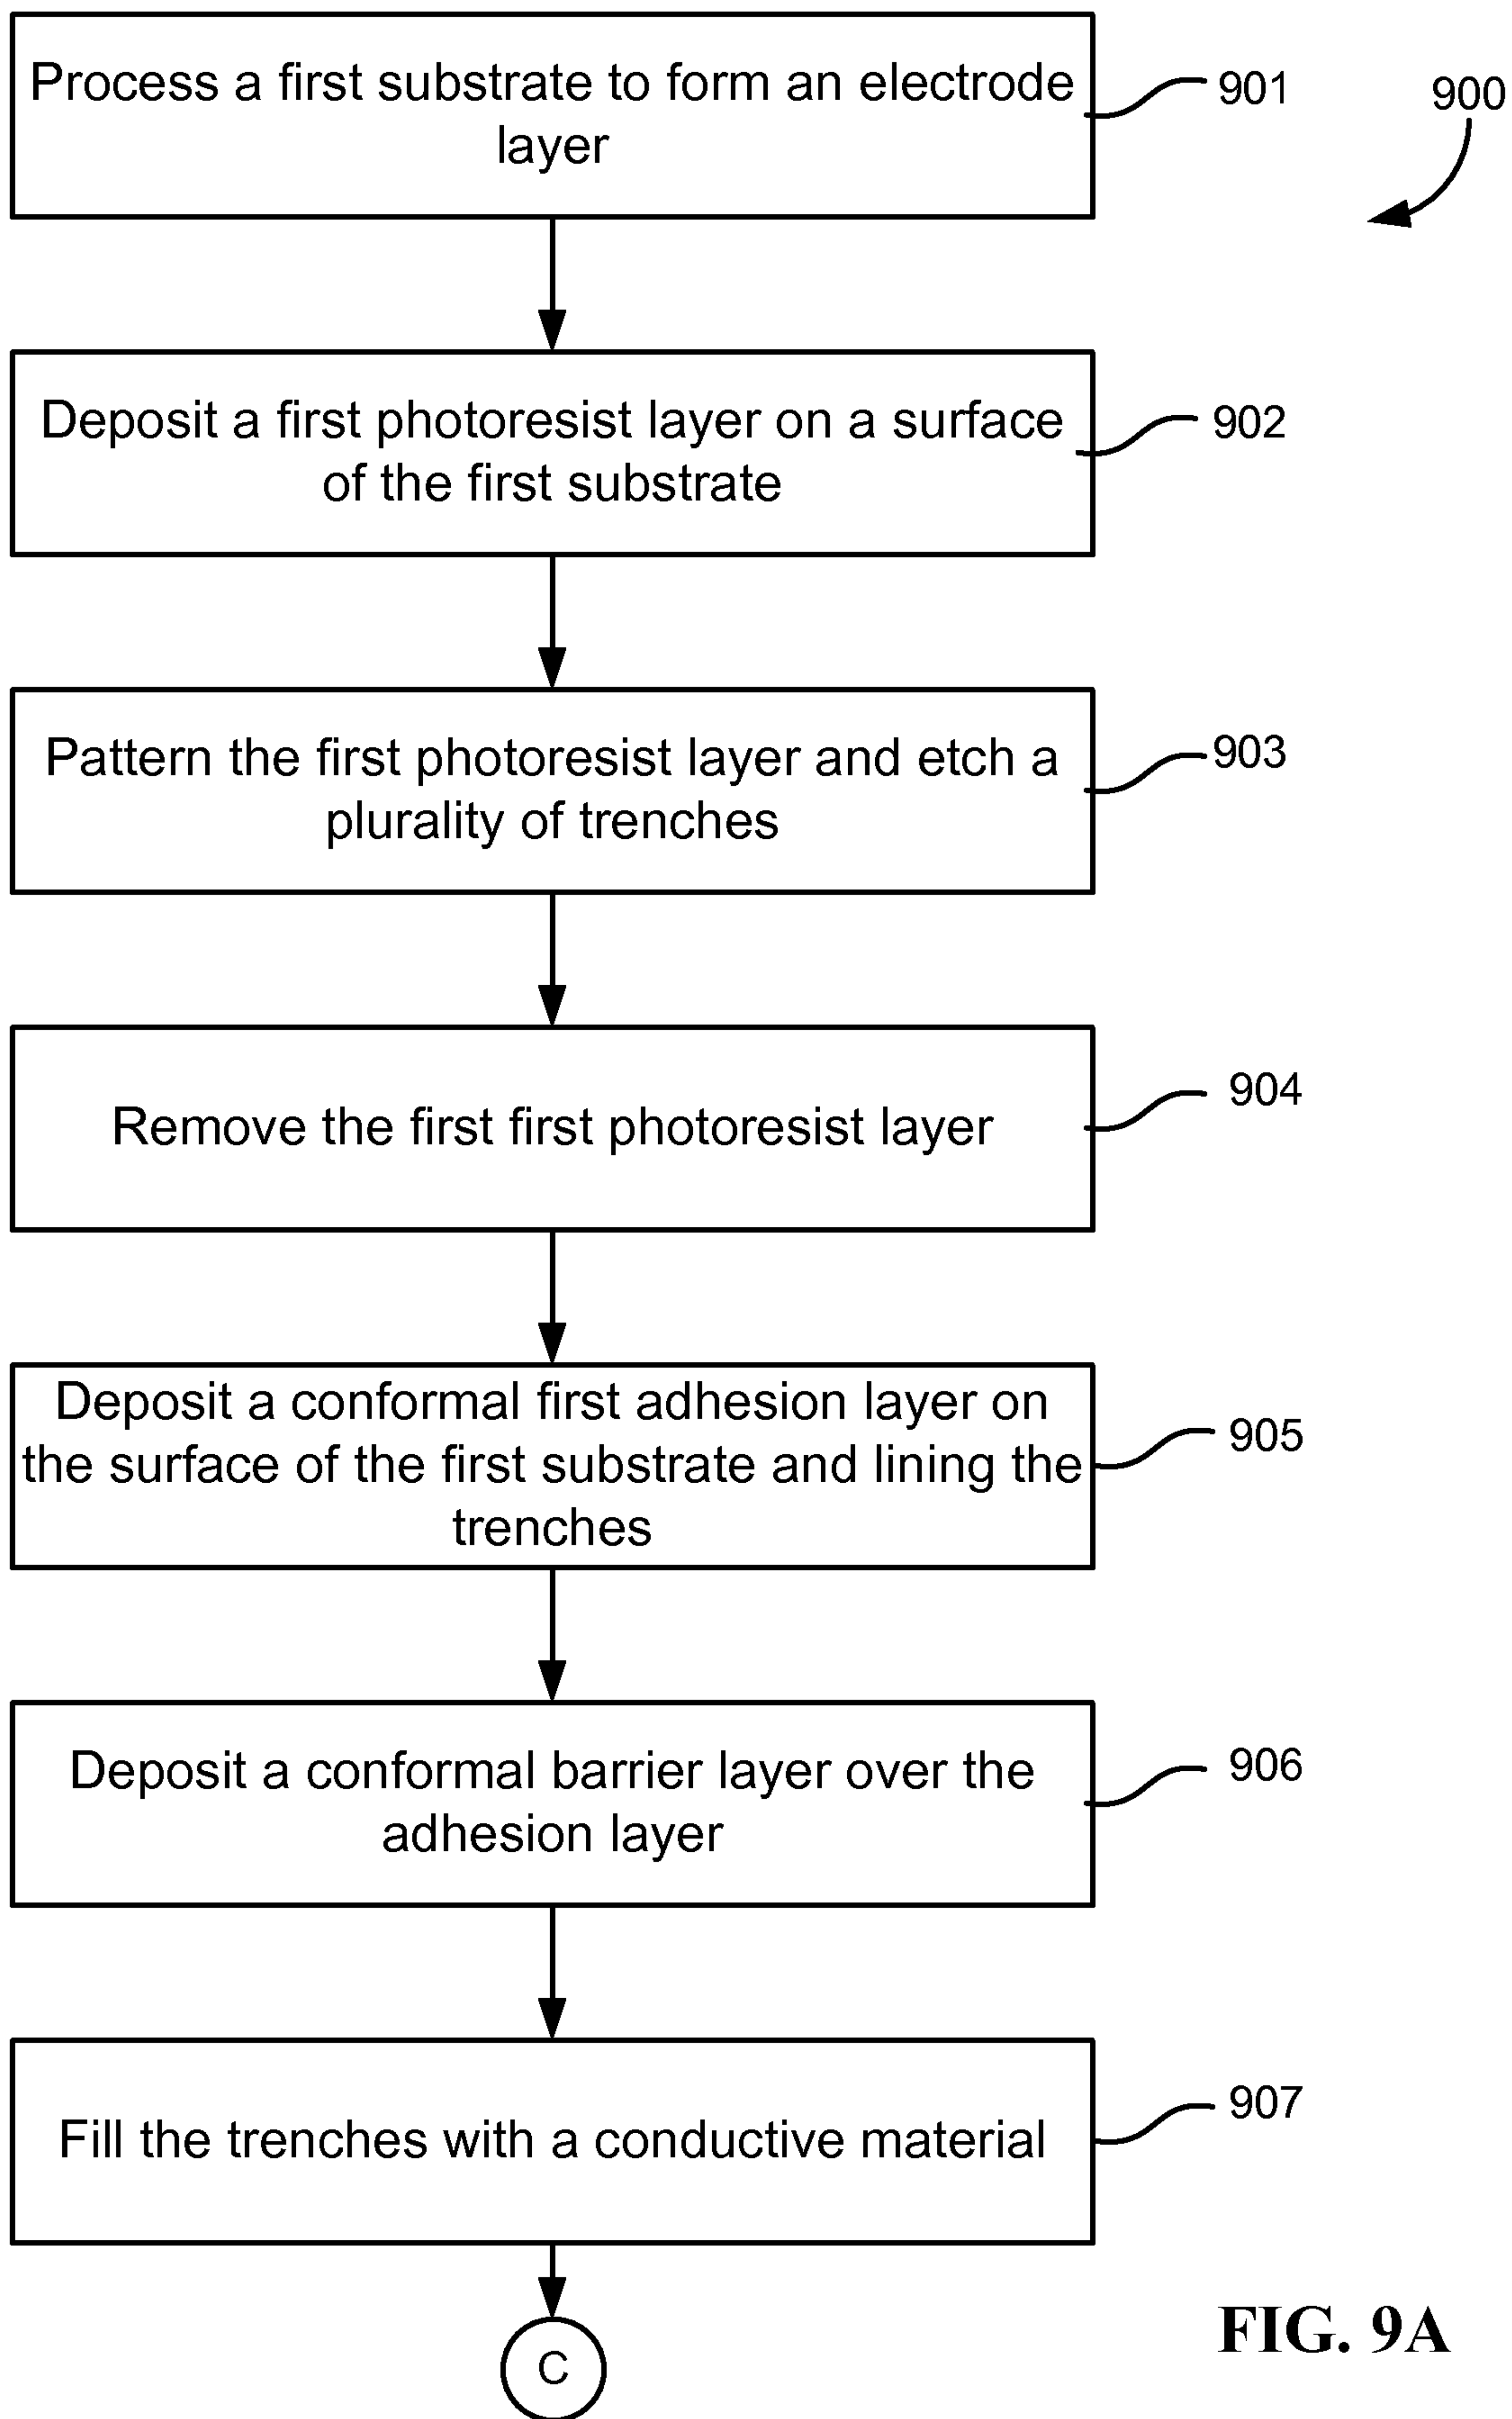 Process a first substrate to form an electrode
layer
901
900
Deposit a first photoresist layer on a surface
of the first substrate
902
Pattern the first photoresist layer and etch a
plurality of trenches
903
Remove the first first photoresist layer
904
Deposit a conformal first adhesion layer on
the surface of the first substrate and lining the
trenches
905
Deposit a conformal barrier layer over the
adhesion layer
906
Fill the trenches with a conductive material
907
C
FIG. 9A